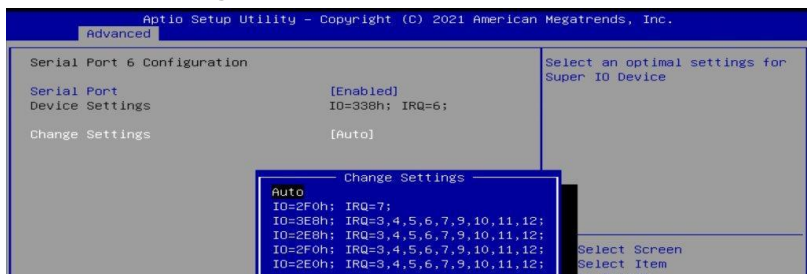 Aptio Setup Utility – Copyright (C) 2021 American Megatrends, Inc.
Advanced
Serial Port 6 Configuration
Serial Port [Enabled]
Device Settings IO=338h; IRQ=6;
Change Settings [Auto]
Select an optimal settings for
Super IO Device
Change Settings
Auto
IO=2F0h; IRQ=7;
IO=3E8h; IRQ=3,4,5,6,7,9,10,11,12;
IO=2E8h; IRQ=3,4,5,6,7,9,10,11,12;
IO=2F0h; IRQ=3,4,5,6,7,9,10,11,12;
IO=2E0h; IRQ=3,4,5,6,7,9,10,11,12;
Select Screen
Select Item